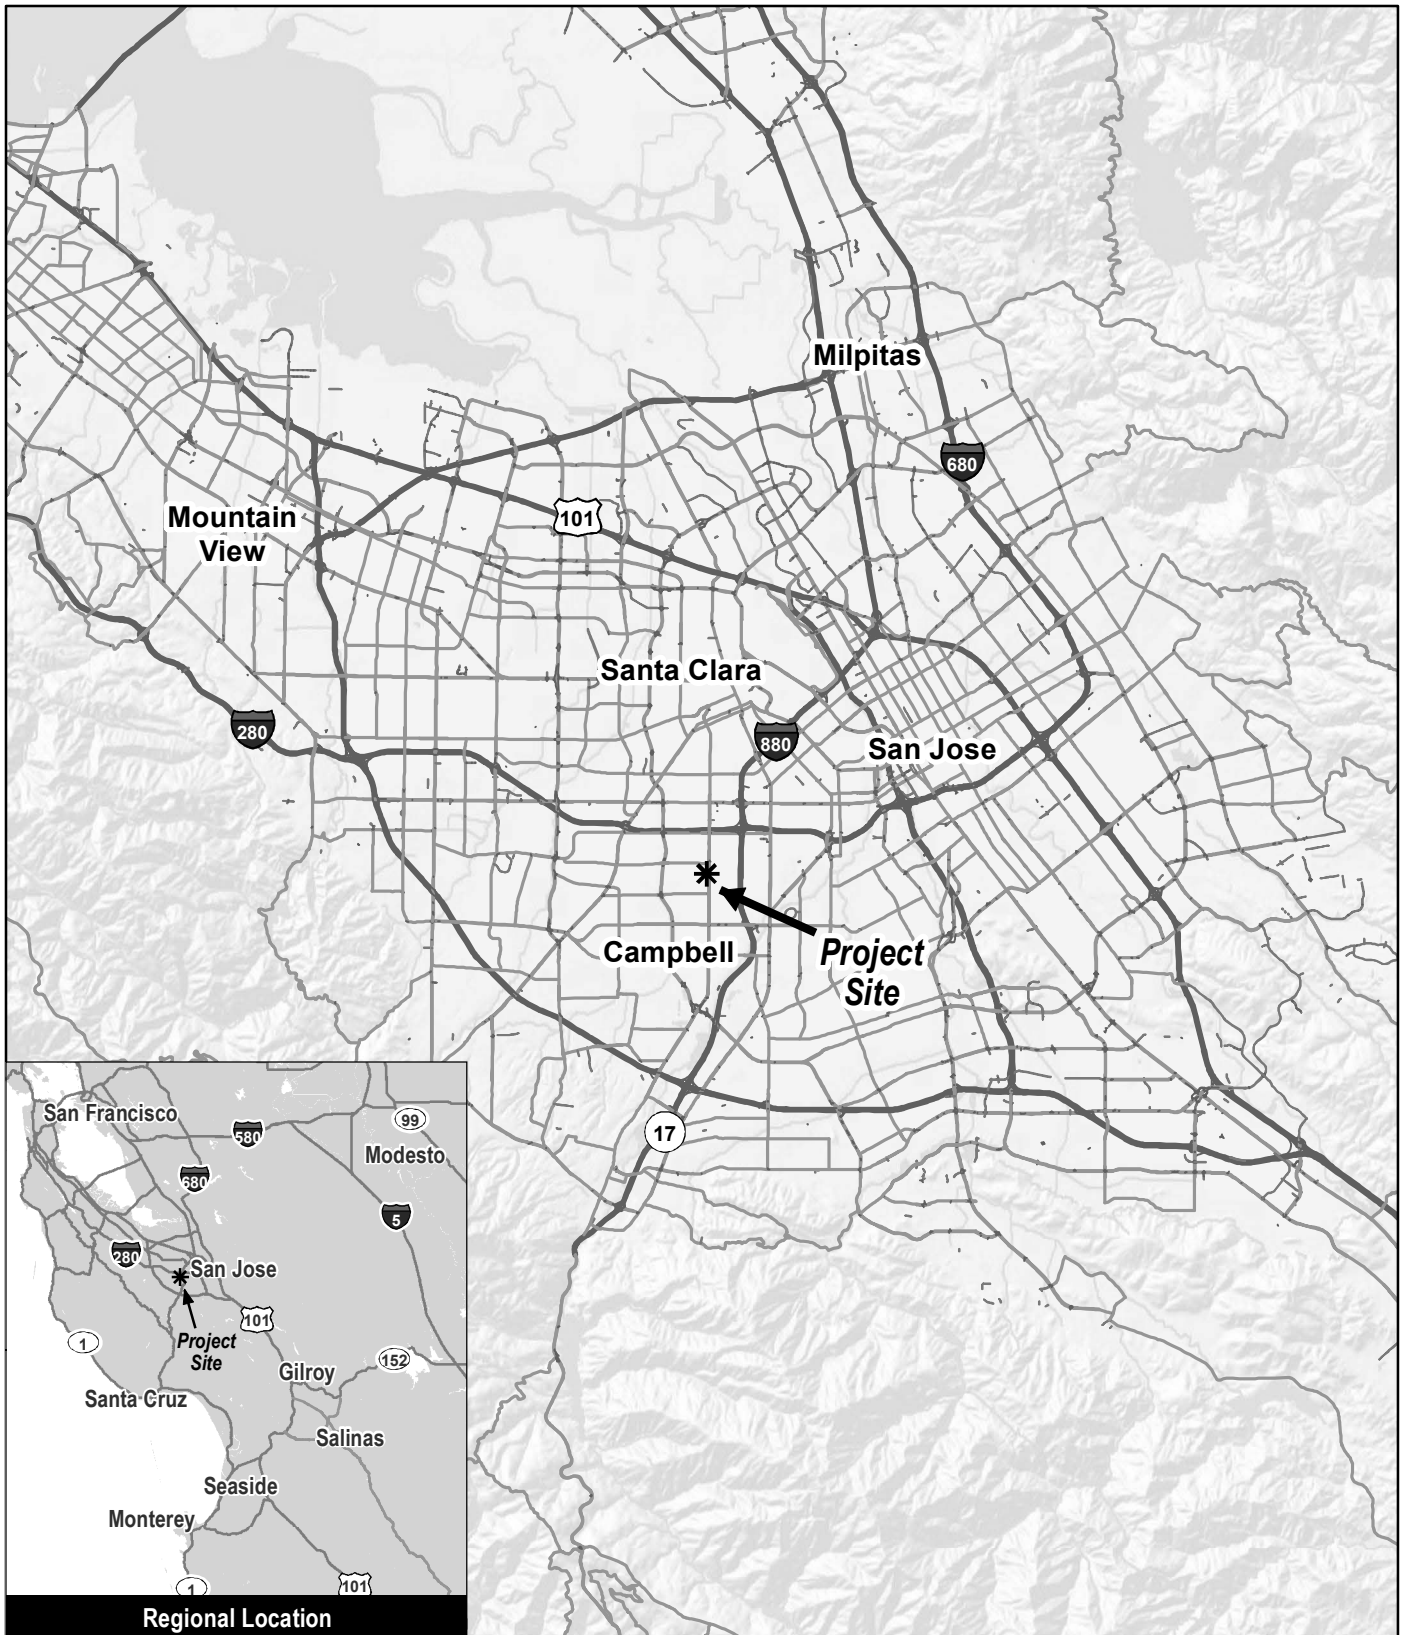 Milpitas
680
Mountain
View
101
Santa Clara
280
880
San Jose
Campbell
Project
Site
17
San Francisco
99
580
Modesto
680
5
280
San Jose
101
Project
Site
1
152
Gilroy
Santa Cruz
Salinas
Seaside
Monterey
1
101
Regional Location